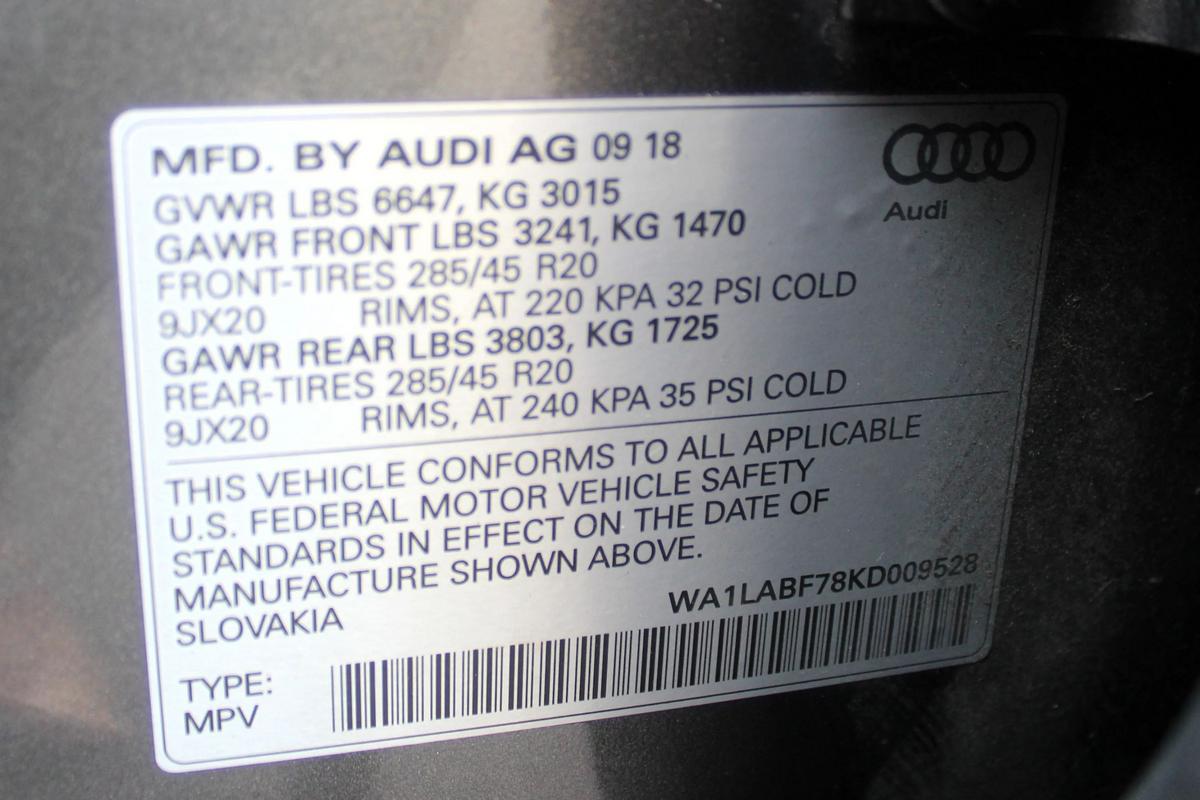 MFD. BY AUDI AG 09 18
Audi
GVWR LBS 6647, KG 3015
GAWR FRONT LBS 3241, KG 1470
FRONT-TIRES 285/45 R20
9JX20 RIMS, AT 220 KPA 32 PSI COLD
GAWR REAR LBS 3803, KG 1725
REAR-TIRES 285/45 R20
9JX20 RIMS, AT 240 KPA 35 PSI COLD
THIS VEHICLE CONFORMS TO ALL APPLICABLE
U.S. FEDERAL MOTOR VEHICLE SAFETY
STANDARDS IN EFFECT ON THE DATE OF
MANUFACTURE SHOWN ABOVE.
SLOVAKIA
WA1LABF78KD009528
TYPE:
MPV